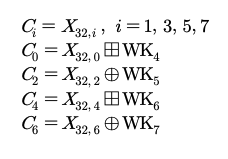 C_i = X_{32,i} , i = 1, 3, 5, 7
C_0 = X_{32,0} ⊞ WK_4
C_2 = X_{32,2} ⊕ WK_5
C_4 = X_{32,4} ⊞ WK_6
C_6 = X_{32,6} ⊕ WK_7